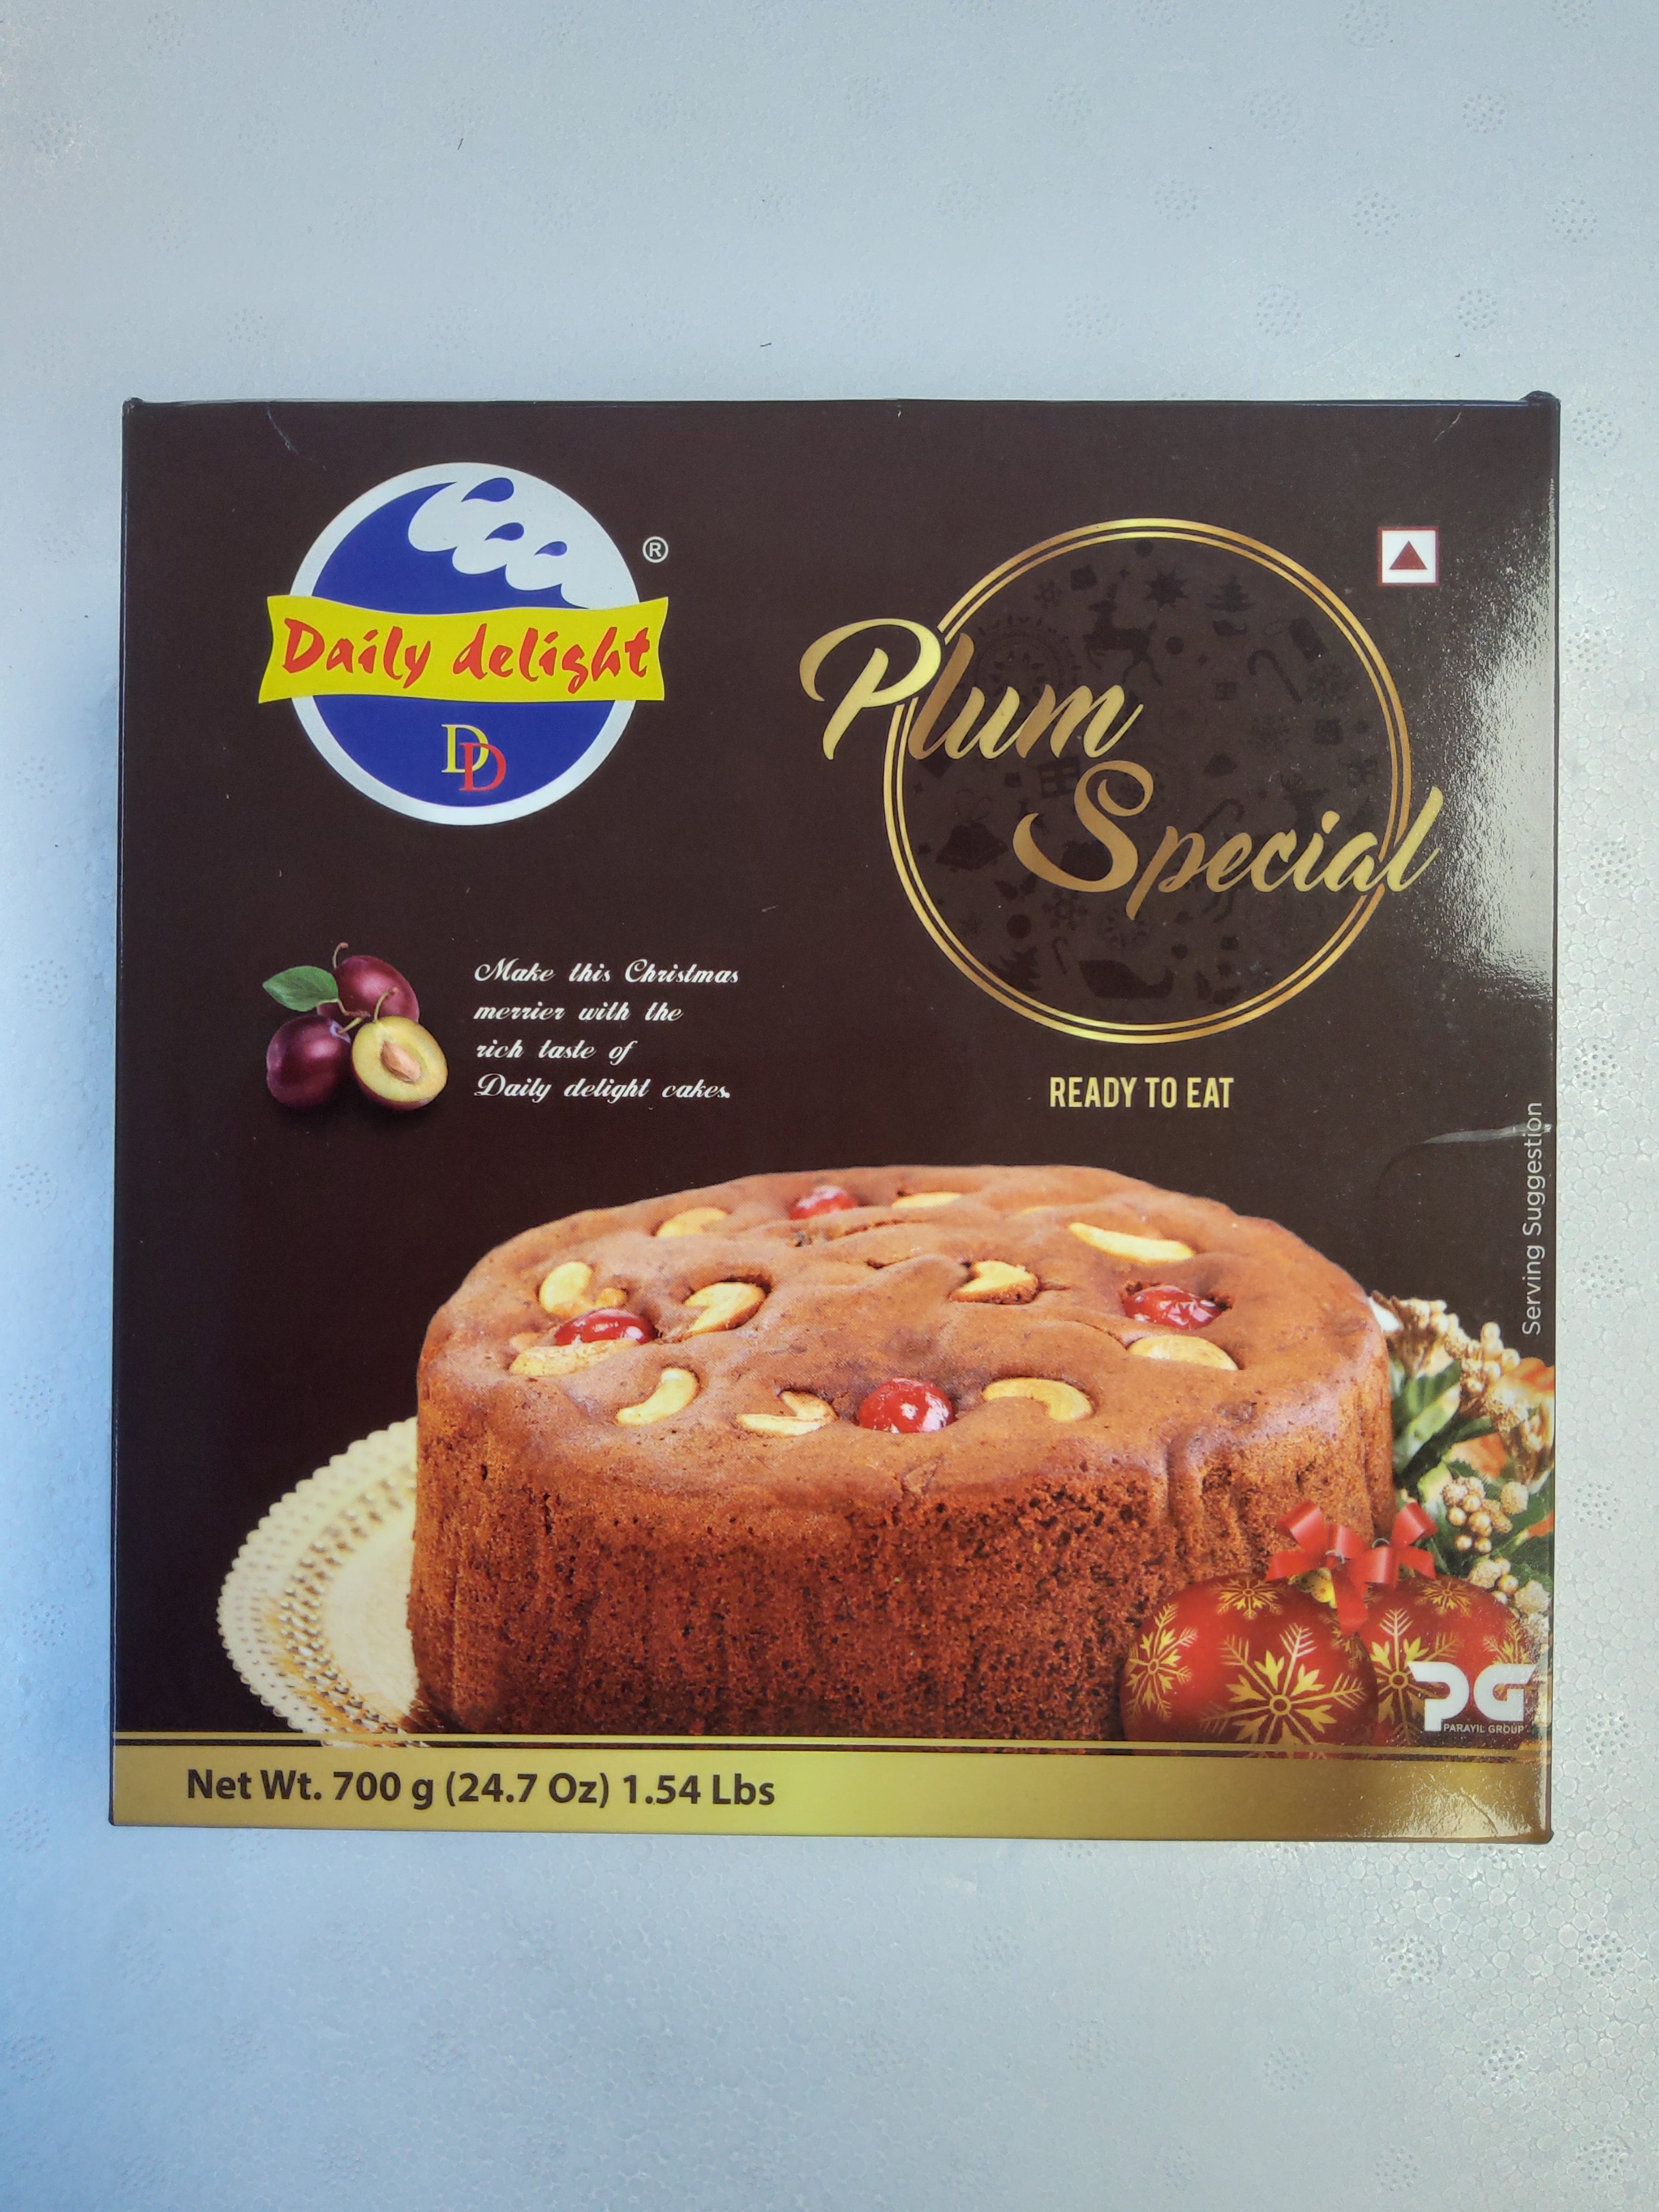 Daily delight
®
DD
Plum
Special
Make this Christmas
merrier with the
rich taste of
Daily delight cakes.
READY TO EAT
Serving Suggestion
PG
PARAYIL GROUP
Net Wt. 700 g (24.7 Oz) 1.54 Lbs